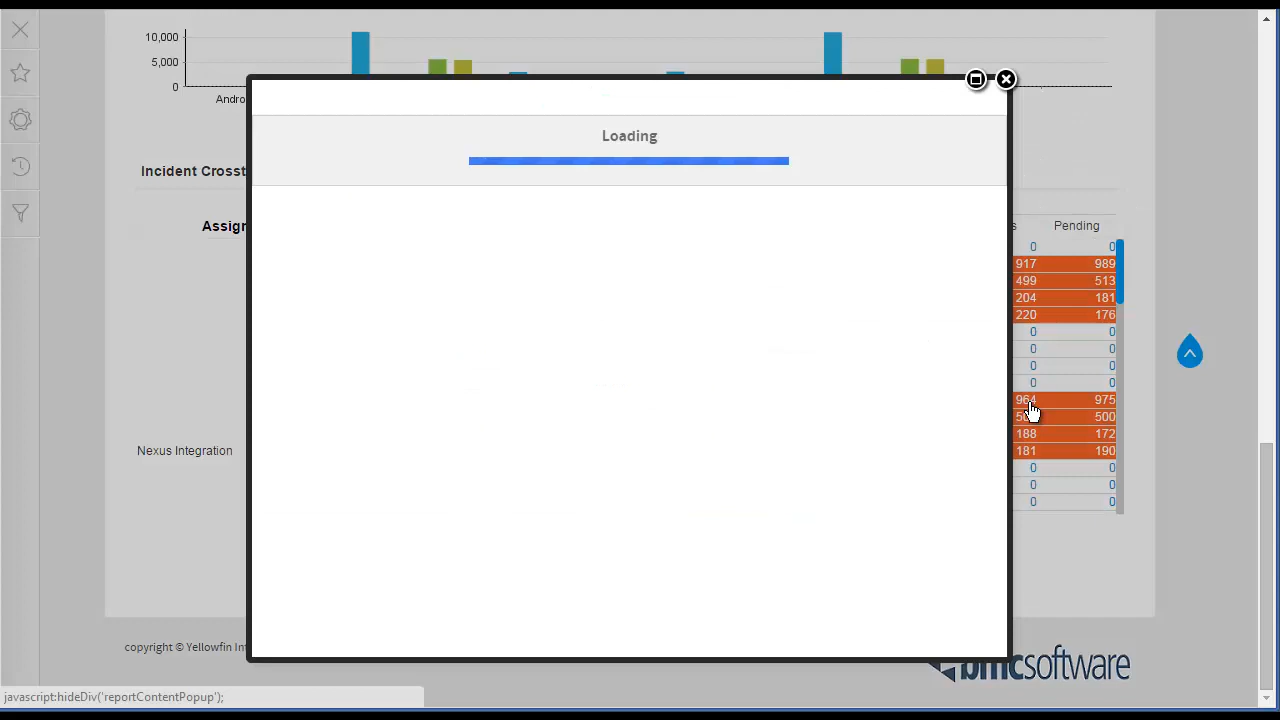 10,000
5,000
0
Andro
Loading
Incident Crosst
Assign
s Pending
0 0
917 989
499 513
204 181
220 176
0 0
0 0
0 0
0 0
964 975
500
188 172
Nexus Integration 181 190
0 0
0 0
0 0
copyright © Yellowfin Int
bmcsoftware
javascript:hideDiv('reportContentPopup');